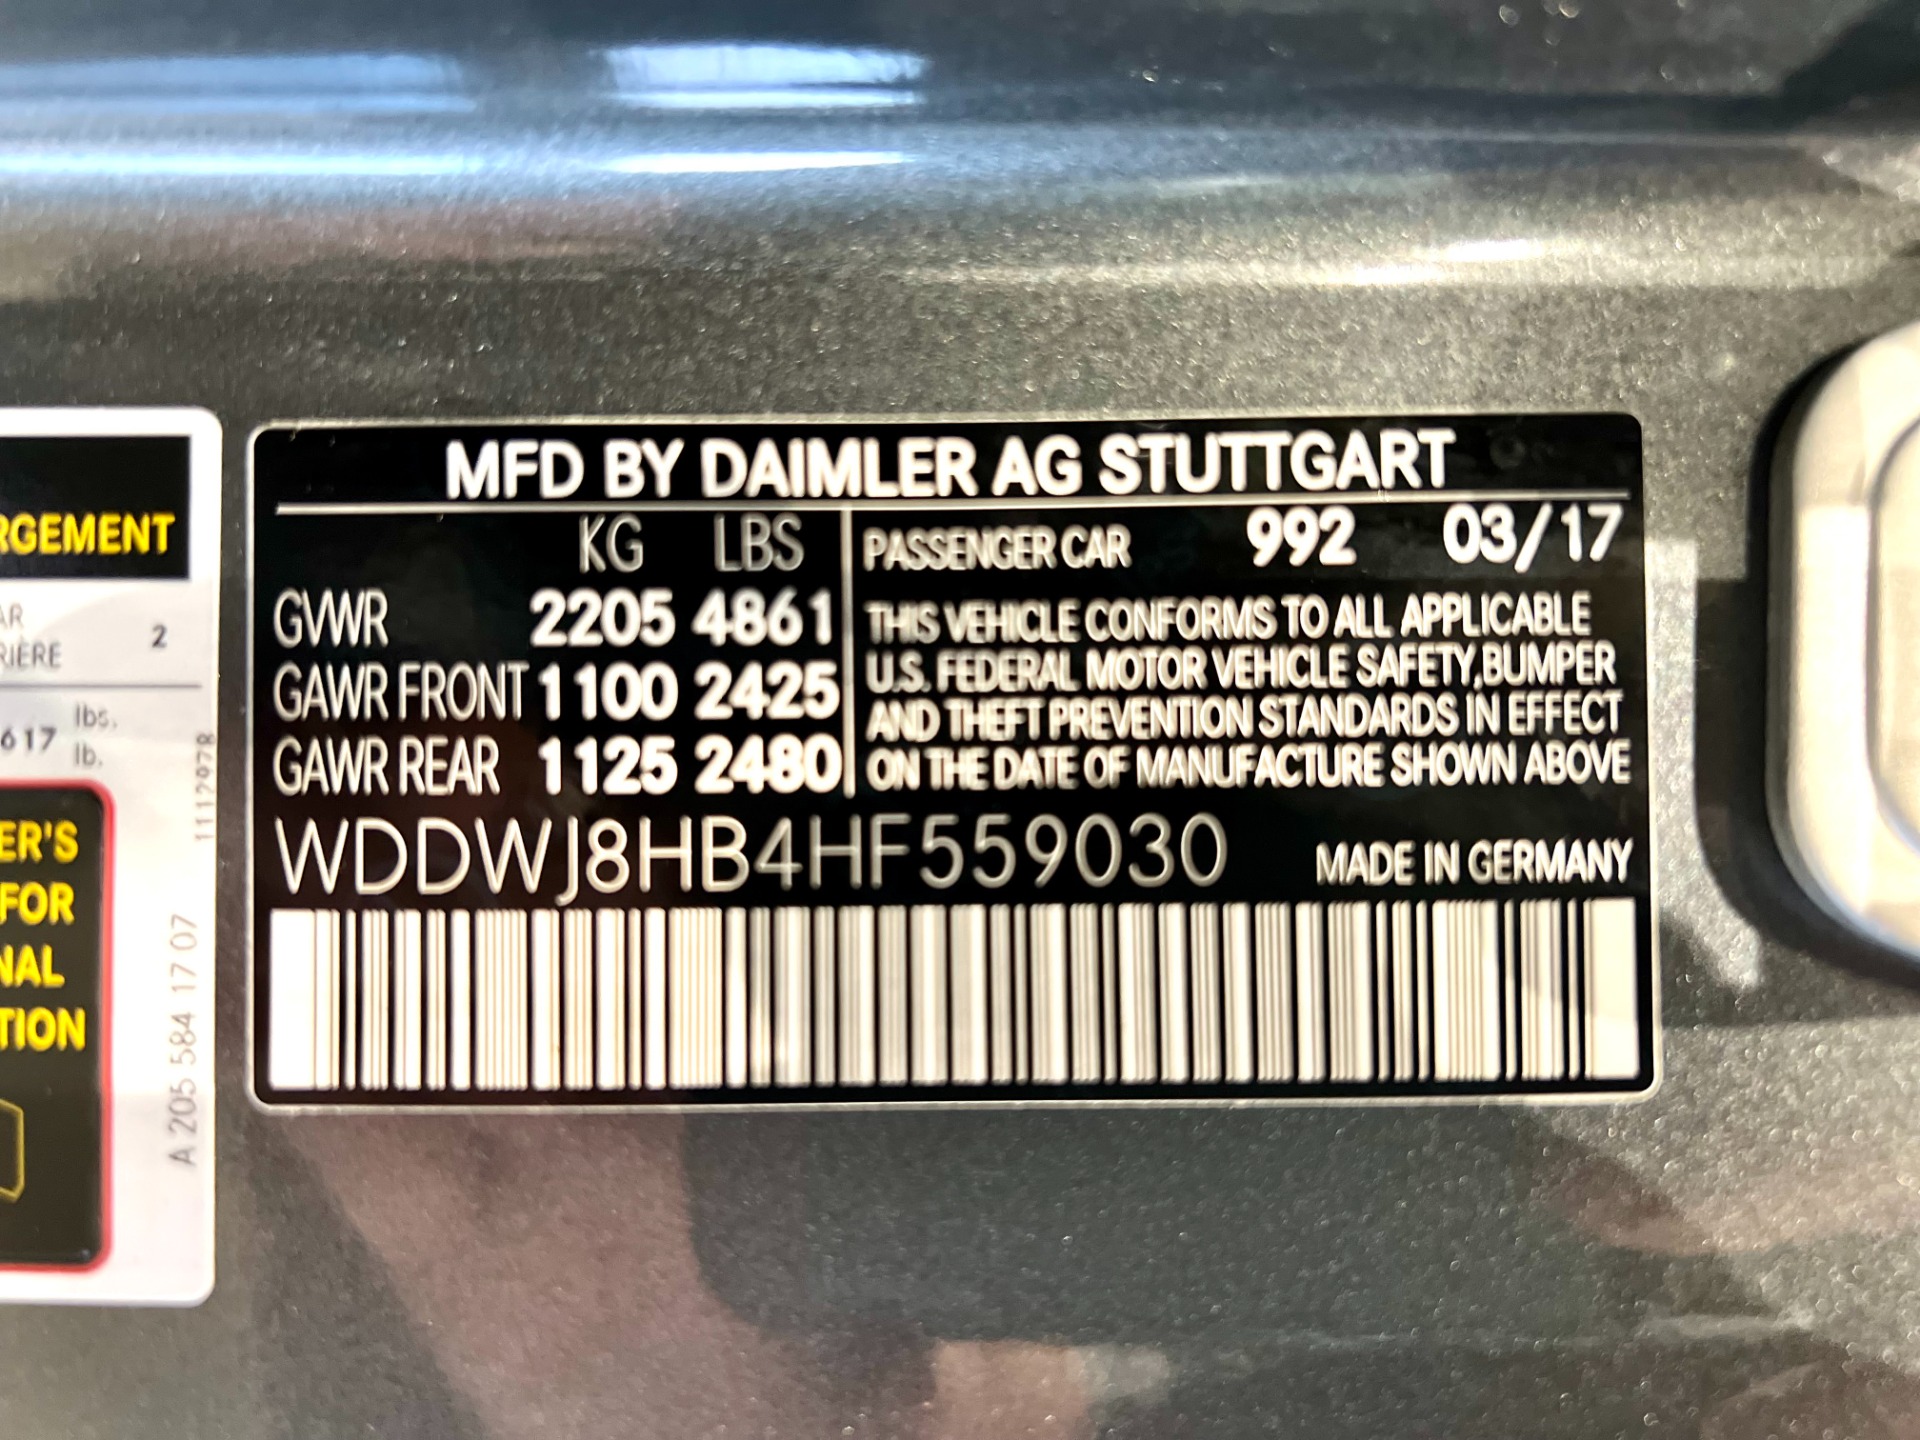 MFD BY DAIMLER AG STUTTGART
KG LBS
GVWR 2205 4861
GAWR FRONT 1100 2425
GAWR REAR 1125 2480
PASSENGER CAR 992 03/17
THIS VEHICLE CONFORMS TO ALL APPLICABLE
U.S. FEDERAL MOTOR VEHICLE SAFETY, BUMPER
AND THEFT PREVENTION STANDARDS IN EFFECT
ON THE DATE OF MANUFACTURE SHOWN ABOVE
WDDWJ8HB4HF559030 MADE IN GERMANY
RGEMENT
AR
RIÈRE 2
617 lbs.
lb.
1112978
ER'S
FOR
NAL
TION
A 205 584 17 07